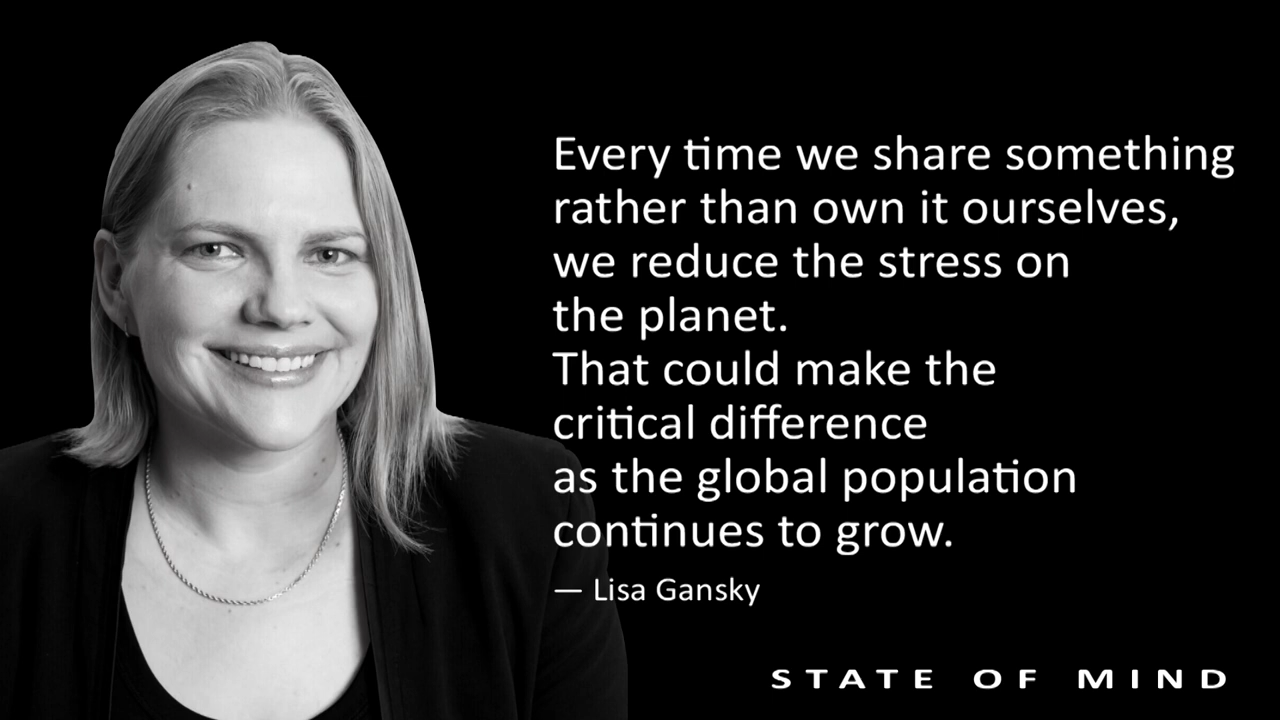 Every time we share something
rather than own it ourselves,
we reduce the stress on
the planet.
That could make the
critical difference
as the global population
continues to grow.
— Lisa Gansky
STATE OF MIND